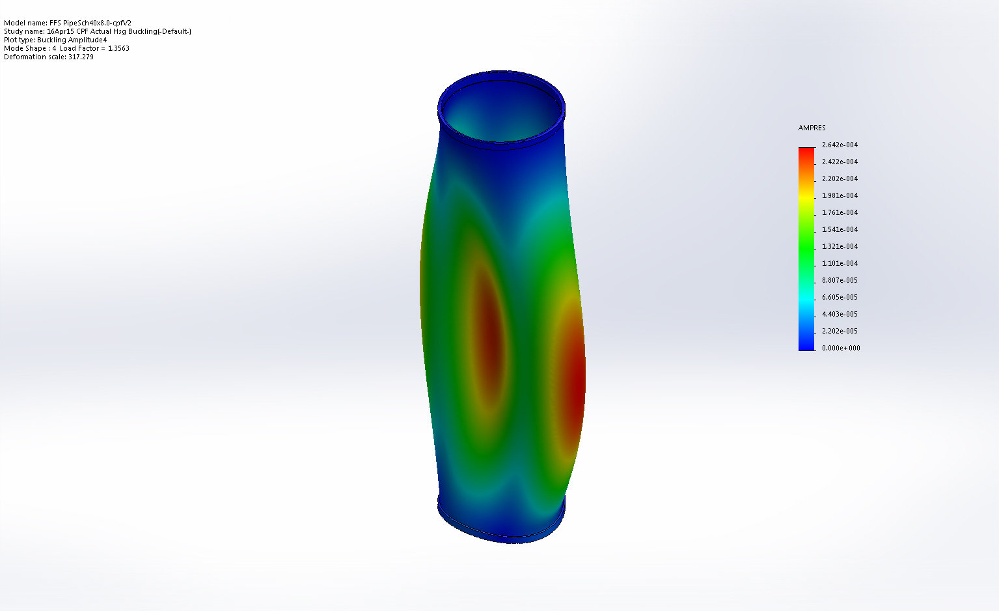 Model name: FFS PipeSch40x8.0-cpfV2
Study name: 16Apr15 CPF Actual Hsg Buckling(-Default-)
Plot type: Buckling Amplitude4
Mode Shape : 4  Load Factor = 1.3563
Deformation scale: 317.279
AMPRES
2.642e-004
2.422e-004
2.202e-004
1.981e-004
1.761e-004
1.541e-004
1.321e-004
1.101e-004
8.807e-005
6.605e-005
4.403e-005
2.202e-005
0.000e+000